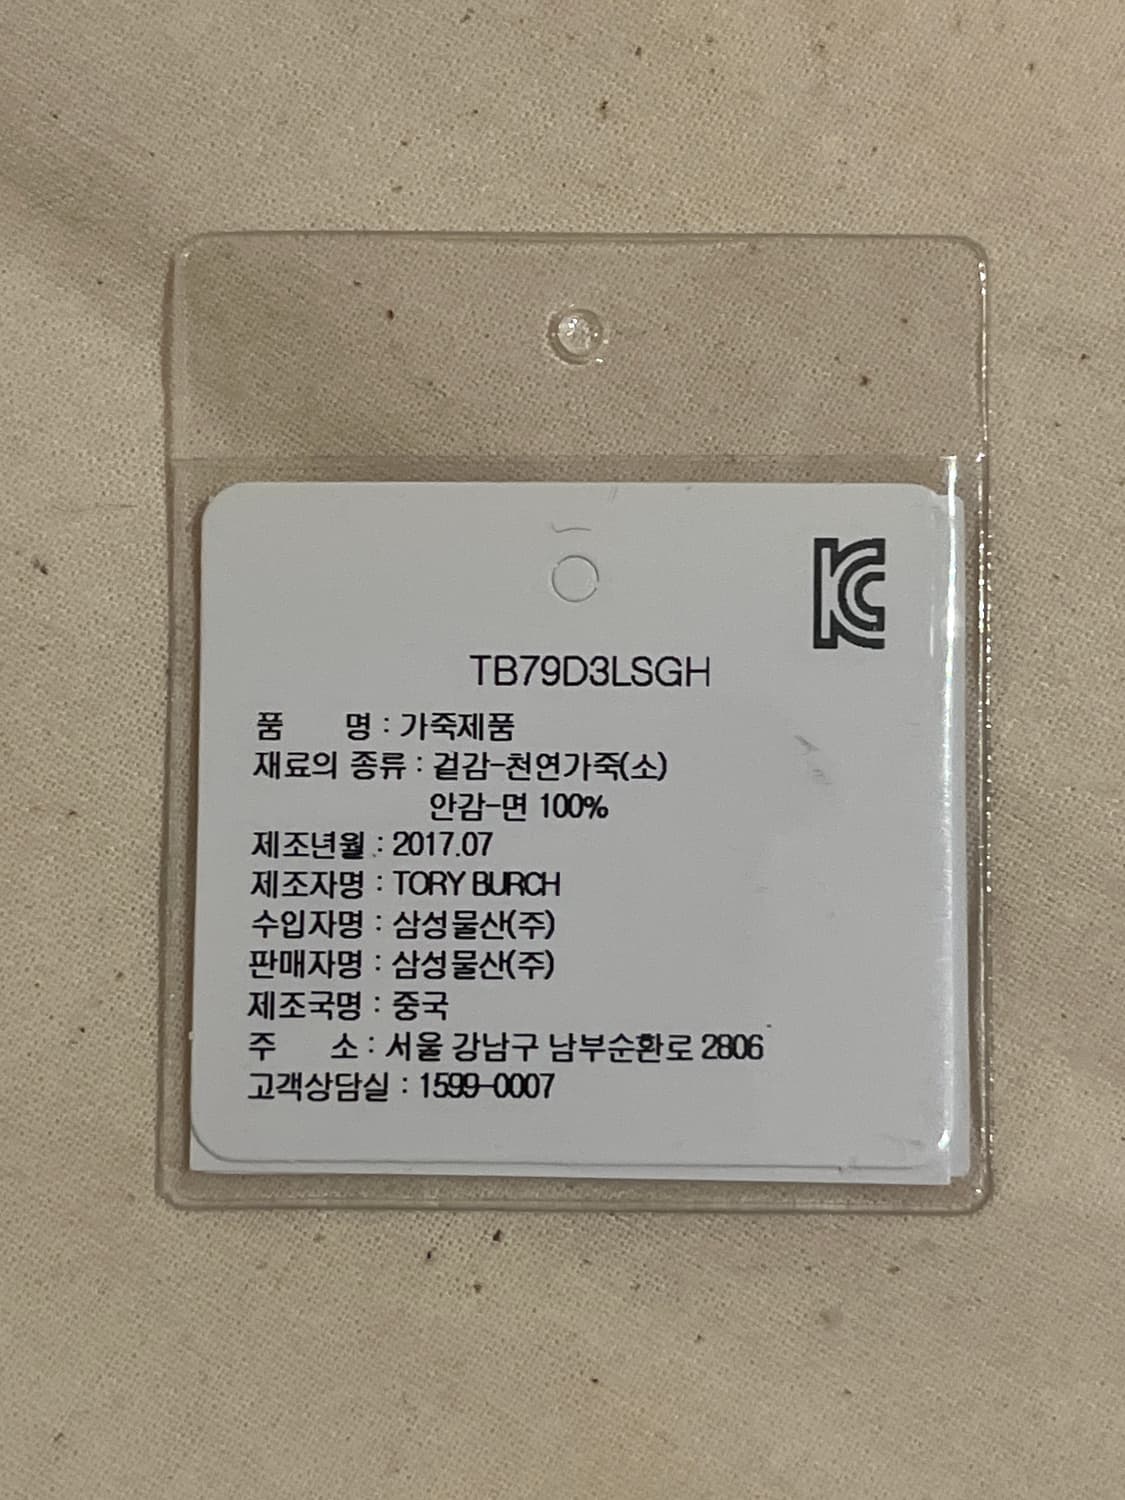 KC
TB79D3LSGH
품 명 : 가죽제품
재료의 종류 : 겉감-천연가죽(소)
안감-면 100%
제조년월 : 2017.07
제조자명 : TORY BURCH
수입자명 : 삼성물산(주)
판매자명 : 삼성물산(주)
제조국명 : 중국
주 소 : 서울 강남구 남부순환로 2806
고객상담실 : 1599-0007